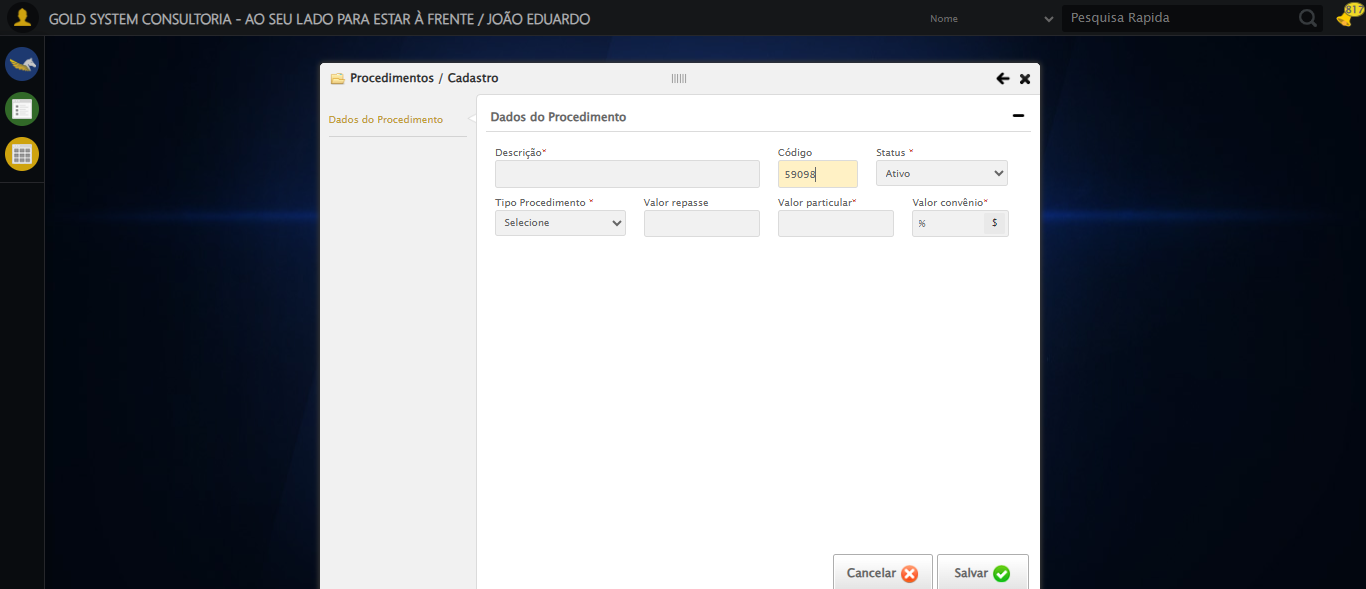 GOLD SYSTEM CONSULTORIA - AO SEU LADO PARA ESTAR À FRENTE / JOÃO EDUARDO
Nome
Pesquisa Rapida
817
Procedimentos / Cadastro
Dados do Procedimento
Dados do Procedimento
Descrição*
Código
Status *
59098
Ativo
Tipo Procedimento *
Valor repasse
Valor particular*
Valor convênio*
Selecione
%
$
Cancelar
Salvar